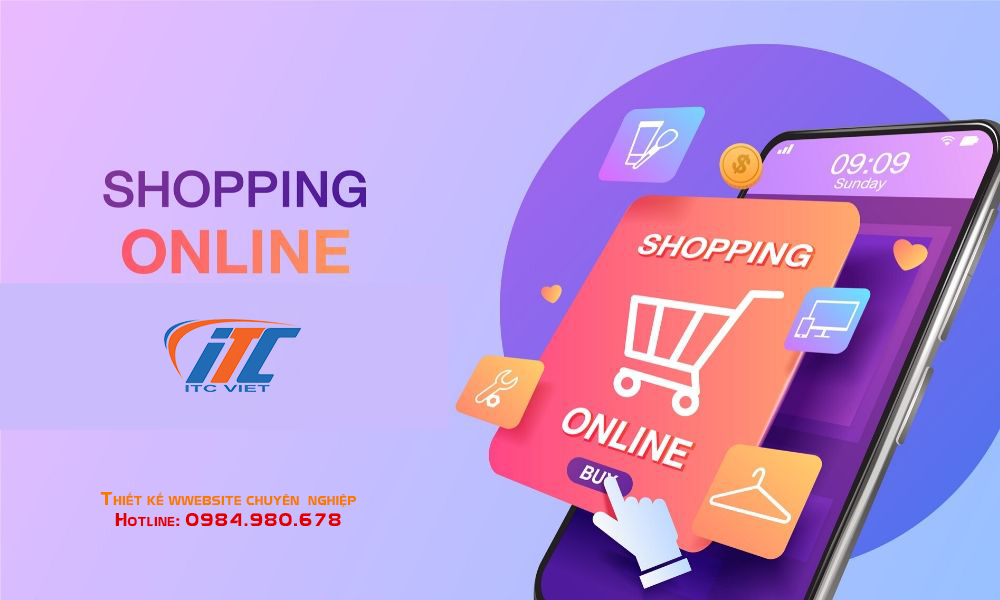 SHOPPING
ONLINE
iTC
ITC VIET
THIẾT KẾ WWEBSITE CHUYÊN NGHIỆP
HOTLINE: 0984.980.678
09:09
Sunday
SHOPPING
ONLINE
BUY
$